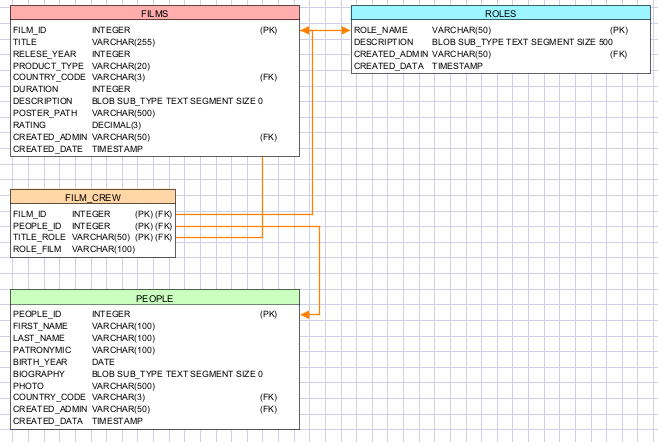 FILMS
FILM_ID INTEGER (PK)
TITLE VARCHAR(255)
RELESE_YEAR INTEGER
PRODUCT_TYPE VARCHAR(20)
COUNTRY_CODE VARCHAR(3) (FK)
DURATION INTEGER
DESCRIPTION BLOB SUB_TYPE TEXT SEGMENT SIZE 0
POSTER_PATH VARCHAR(500)
RATING DECIMAL(3)
CREATED_ADMIN VARCHAR(50) (FK)
CREATED_DATE TIMESTAMP
ROLES
ROLE_NAME VARCHAR(50) (PK)
DESCRIPTION BLOB SUB_TYPE TEXT SEGMENT SIZE 500
CREATED_ADMIN VARCHAR(50) (FK)
CREATED_DATA TIMESTAMP
FILM_CREW
FILM_ID INTEGER (PK) (FK)
PEOPLE_ID INTEGER (PK) (FK)
TITLE_ROLE VARCHAR(50) (PK) (FK)
ROLE_FILM VARCHAR(100)
PEOPLE
PEOPLE_ID INTEGER (PK)
FIRST_NAME VARCHAR(100)
LAST_NAME VARCHAR(100)
PATRONYMIC VARCHAR(100)
BIRTH_YEAR DATE
BIOGRAPHY BLOB SUB_TYPE TEXT SEGMENT SIZE 0
PHOTO VARCHAR(500)
COUNTRY_CODE VARCHAR(3) (FK)
CREATED_ADMIN VARCHAR(50) (FK)
CREATED_DATA TIMESTAMP